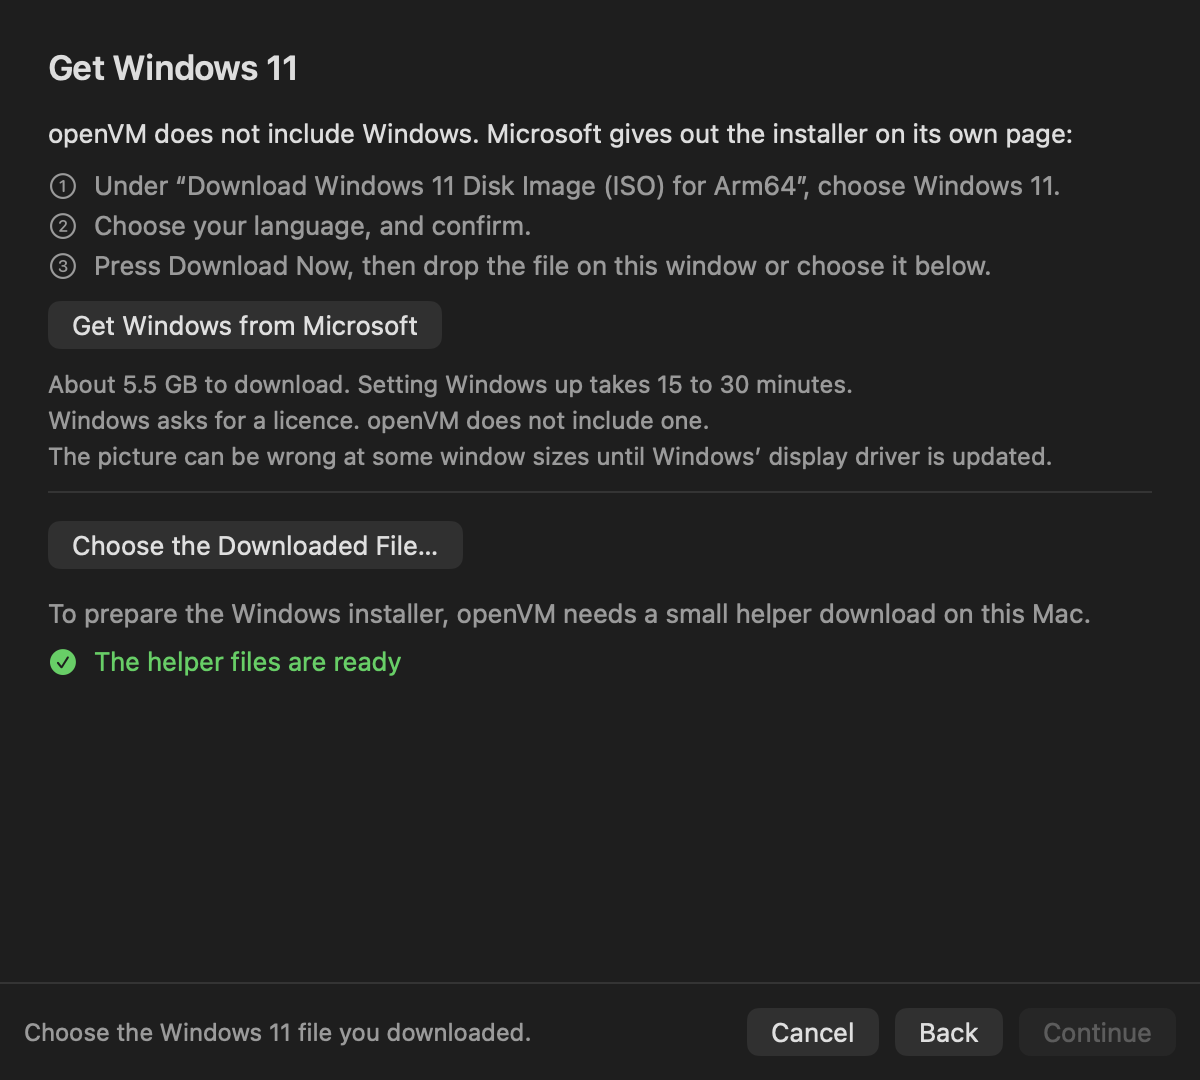 Get Windows 11
openVM does not include Windows. Microsoft gives out the installer on its own page:
1 Under “Download Windows 11 Disk Image (ISO) for Arm64”, choose Windows 11.
2 Choose your language, and confirm.
3 Press Download Now, then drop the file on this window or choose it below.
Get Windows from Microsoft
About 5.5 GB to download. Setting Windows up takes 15 to 30 minutes.
Windows asks for a licence. openVM does not include one.
The picture can be wrong at some window sizes until Windows’ display driver is updated.
Choose the Downloaded File...
To prepare the Windows installer, openVM needs a small helper download on this Mac.
The helper files are ready
Choose the Windows 11 file you downloaded.
Cancel
Back
Continue